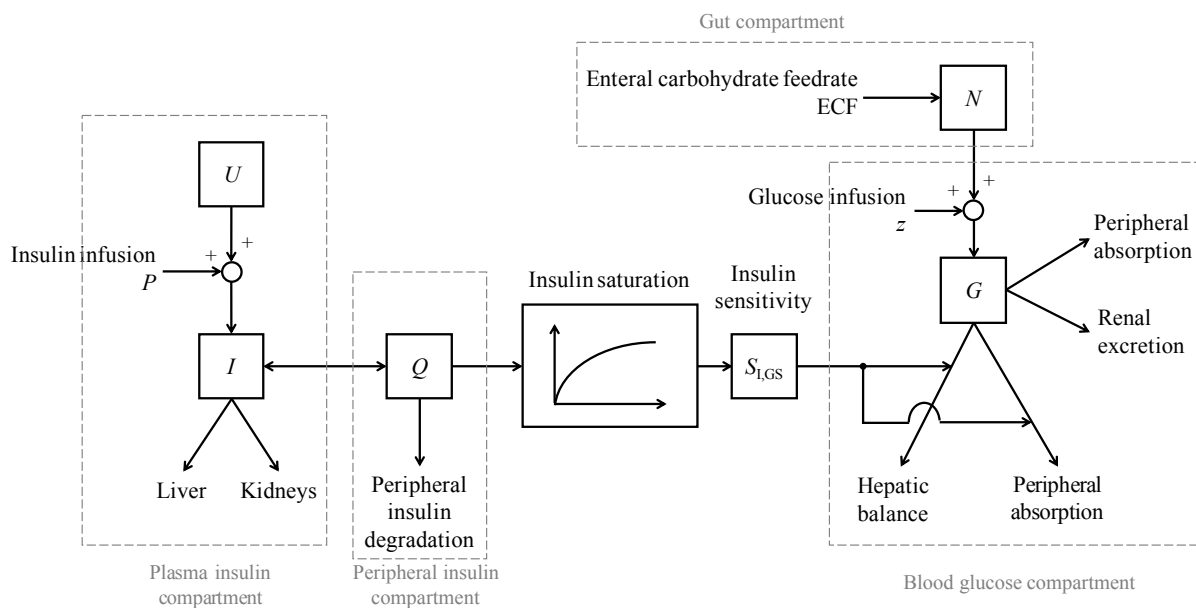 Gut compartment
Enteral carbohydrate feedrate
ECF
N
U
+
+
Insulin infusion
P
I
Liver
Kidneys
Plasma insulin
compartment
Q
Peripheral
insulin
degradation
Peripheral insulin
compartment
Insulin saturation
Insulin
sensitivity
S_I,GS
Glucose infusion
z
+
+
G
Peripheral
absorption
Renal
excretion
Hepatic
balance
Peripheral
absorption
Blood glucose compartment